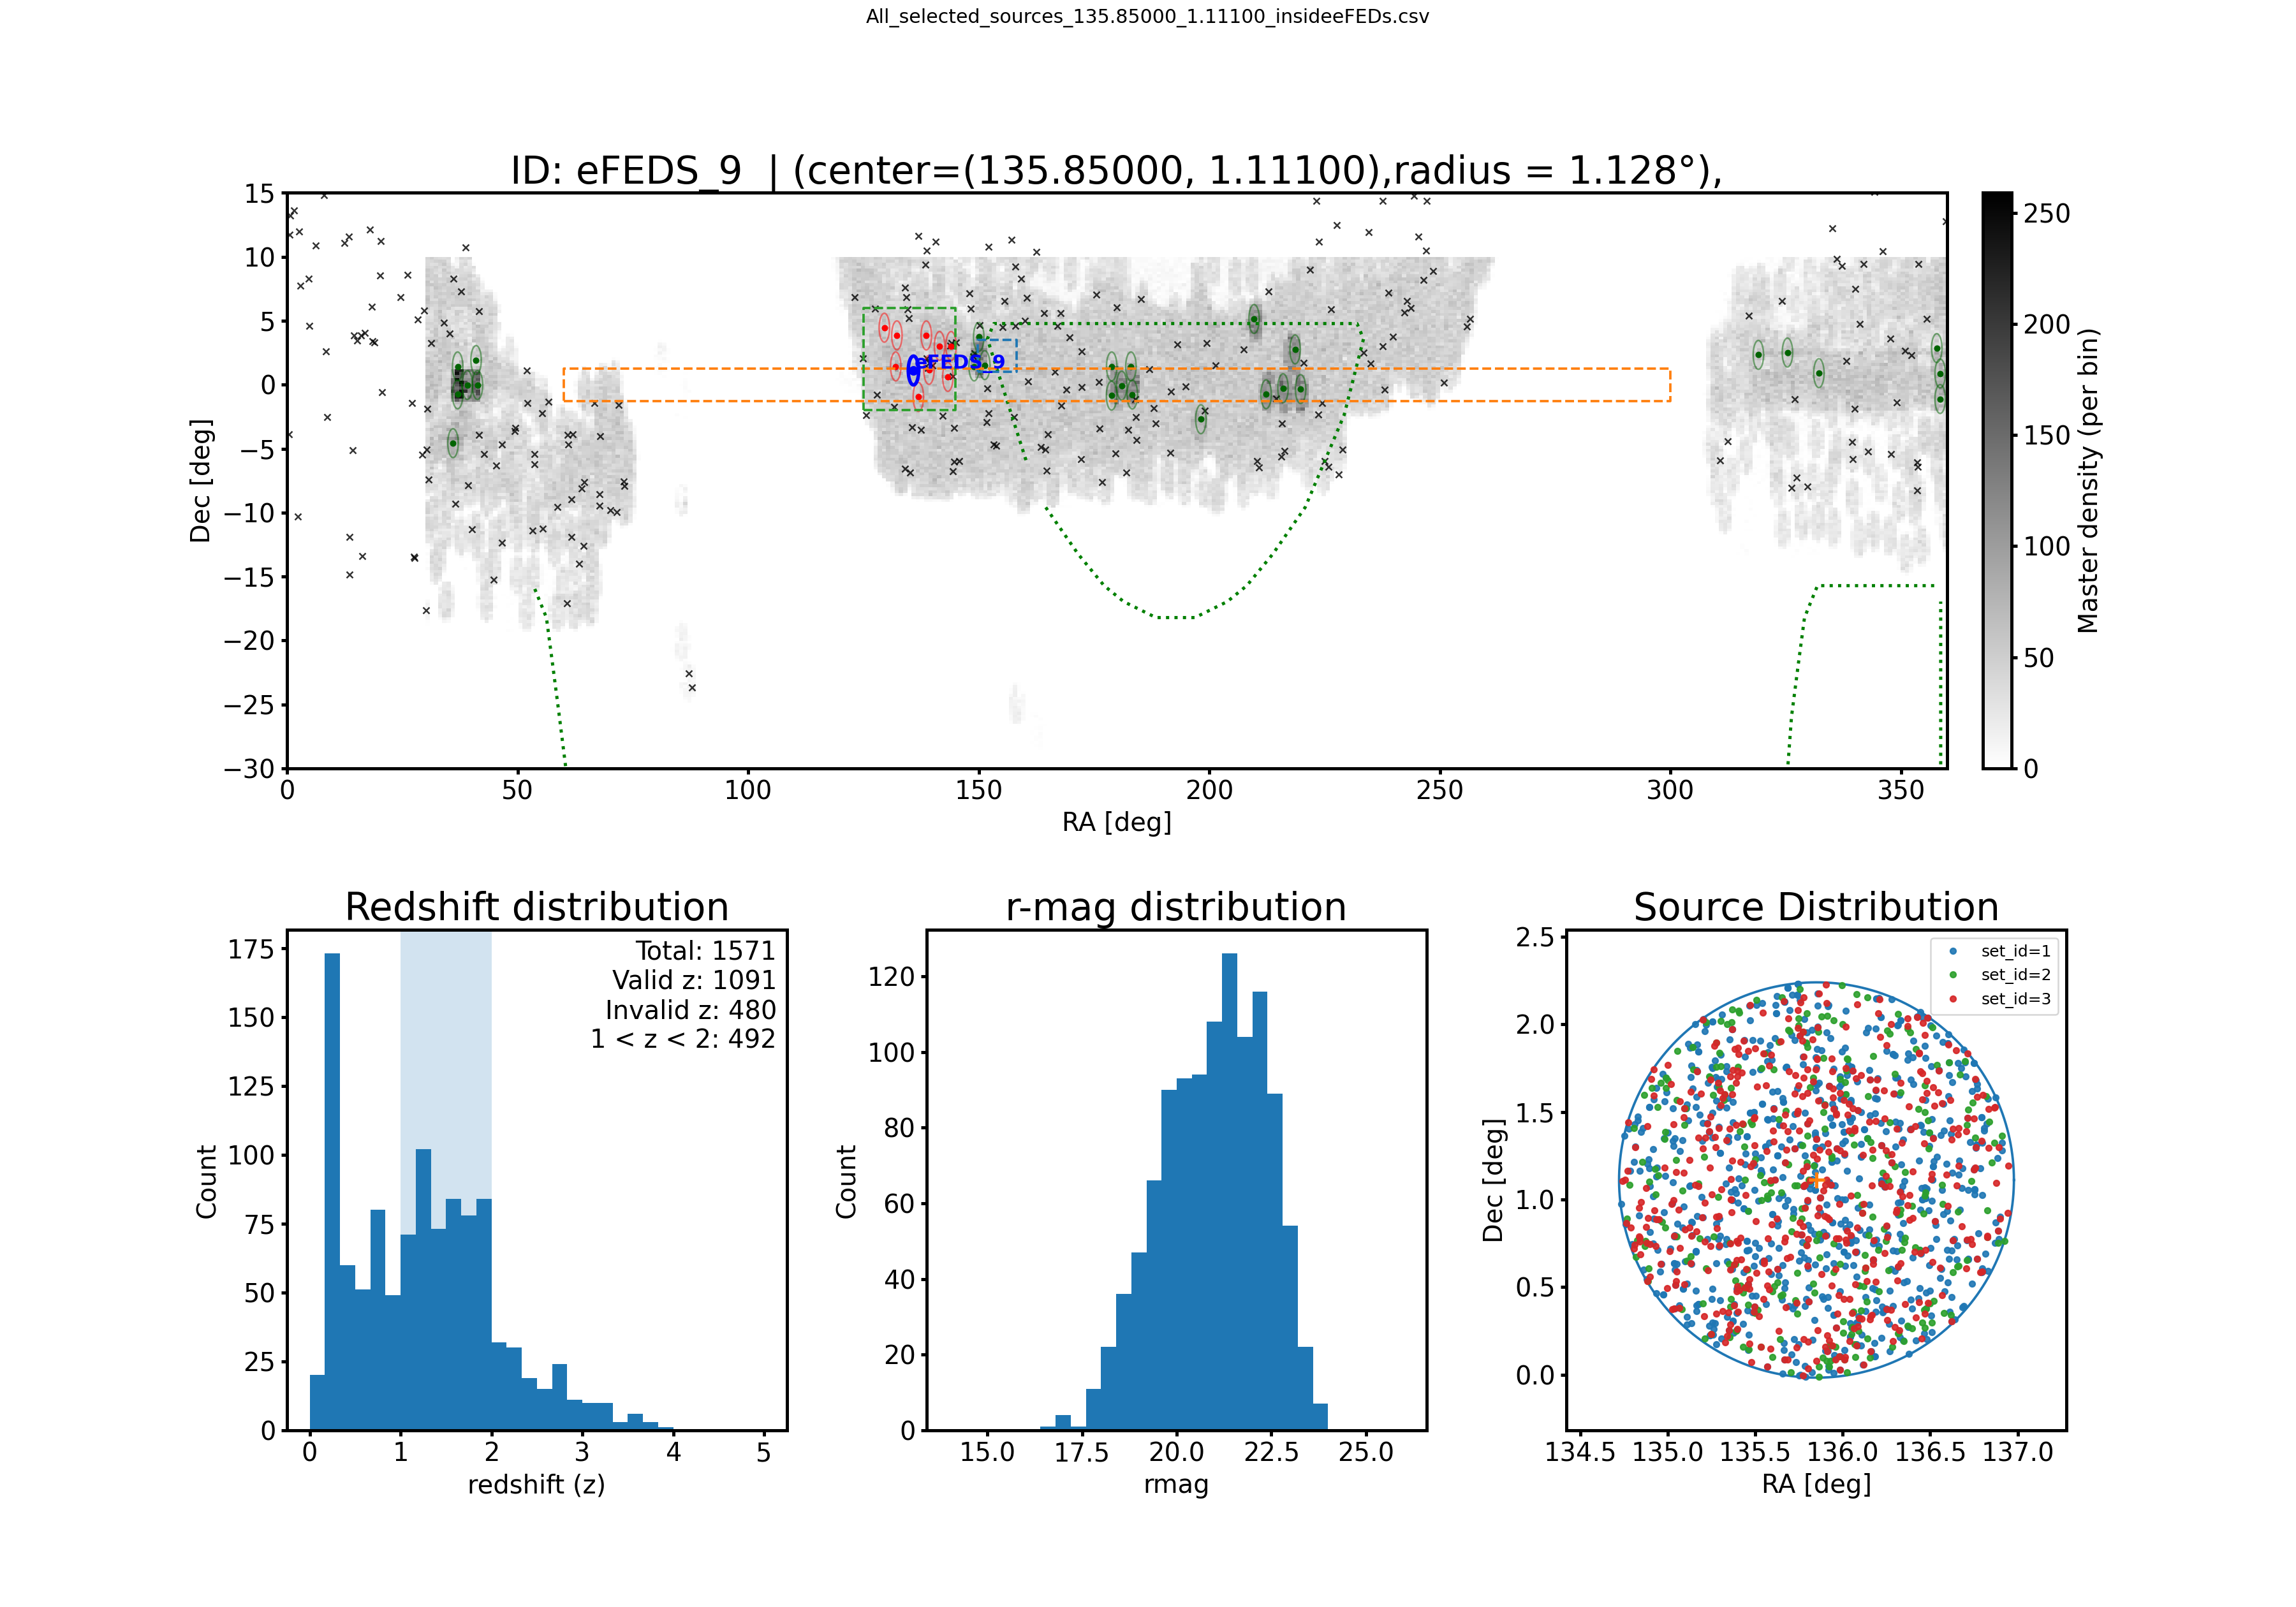 All_selected_sources_135.85000_1.11100_insideeFEDs.csv
ID: eFEDS_9 | (center=(135.85000, 1.11100),radius = 1.128°),
15
10
5
0
−5
−10
−15
−20
−25
−30
Dec [deg]
eFEDS_9
0
50
100
150
200
250
300
350
RA [deg]
250
200
150
100
50
0
Master density (per bin)
Redshift distribution
175
150
125
100
75
50
25
0
Count
Total: 1571
Valid z: 1091
Invalid z: 480
1 < z < 2: 492
0
1
2
3
4
5
redshift (z)
r-mag distribution
120
100
80
60
40
20
0
Count
15.0
17.5
20.0
22.5
25.0
rmag
Source Distribution
2.5
2.0
1.5
1.0
0.5
0.0
Dec [deg]
set_id=1
set_id=2
set_id=3
134.5
135.0
135.5
136.0
136.5
137.0
RA [deg]